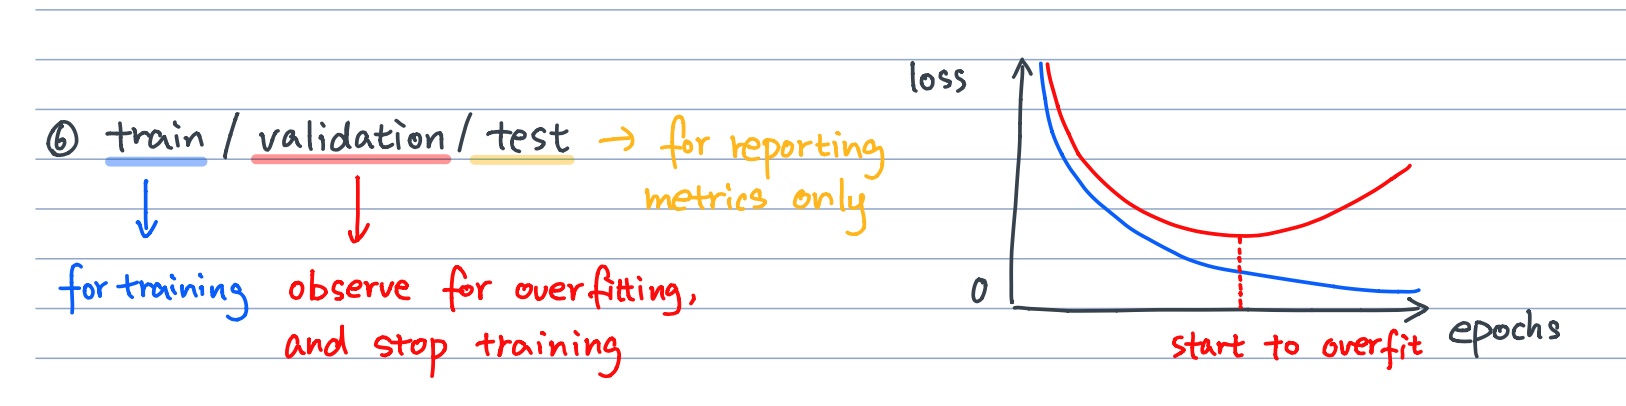 ⑥ train / validation / test → for reporting
metrics only
for training
observe for overfitting,
and stop training
loss
0
epochs
start to overfit